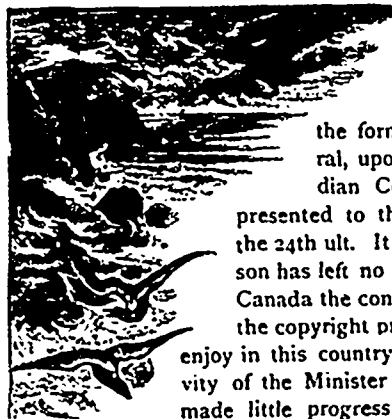 the form
ral, upo
dian C
presented to th
the 24th ult. It
son has left no
Canada the con
the copyright pr
enjoy in this country
vity of the Minister
made little progress